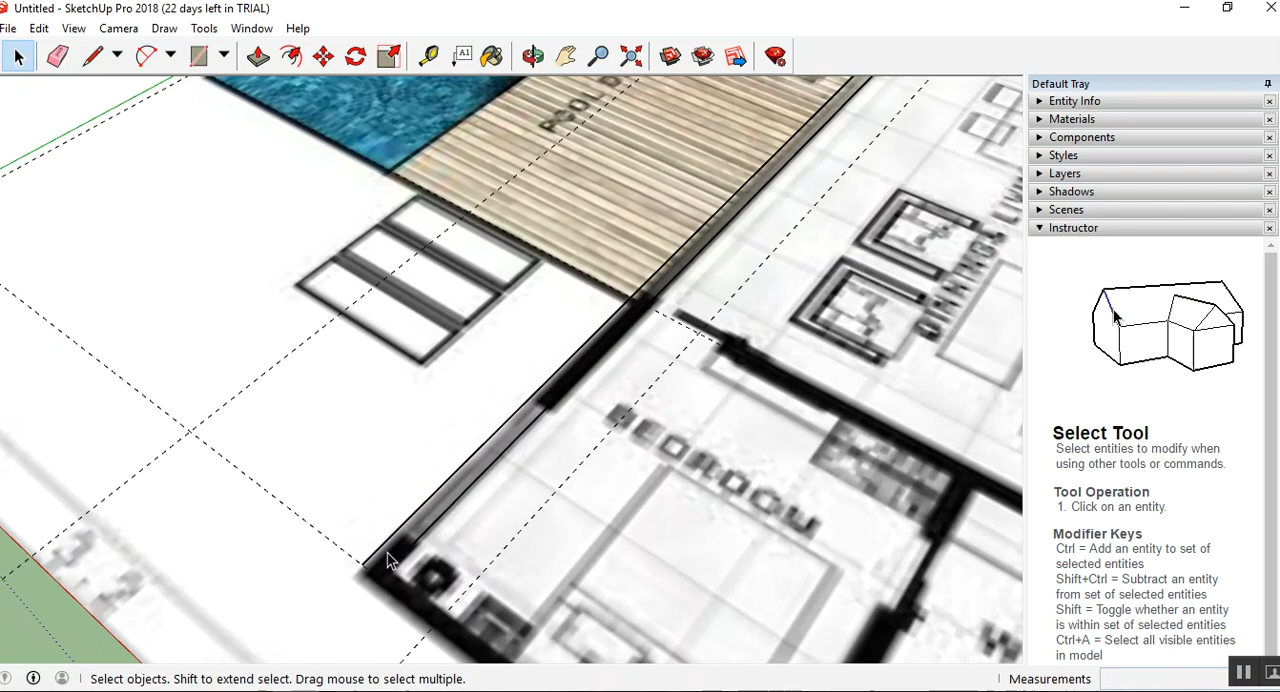 Untitled - SketchUp Pro 2018 (22 days left in TRIAL)
File Edit View Camera Draw Tools Window Help
A1
Default Tray
Entity Info
Materials
Components
Styles
Layers
Shadows
Scenes
Instructor
Select Tool
Select entities to modify when
using other tools or commands.
Tool Operation
1. Click on an entity.
Modifier Keys
Ctrl = Add an entity to set of
selected entities
Shift+Ctrl = Subtract an entity
from set of selected entities
Shift = Toggle whether an entity
is within set of selected entities
Ctrl+A = Select all visible entities
in model
BEDROOM
Select objects. Shift to extend select. Drag mouse to select multiple.
Measurements